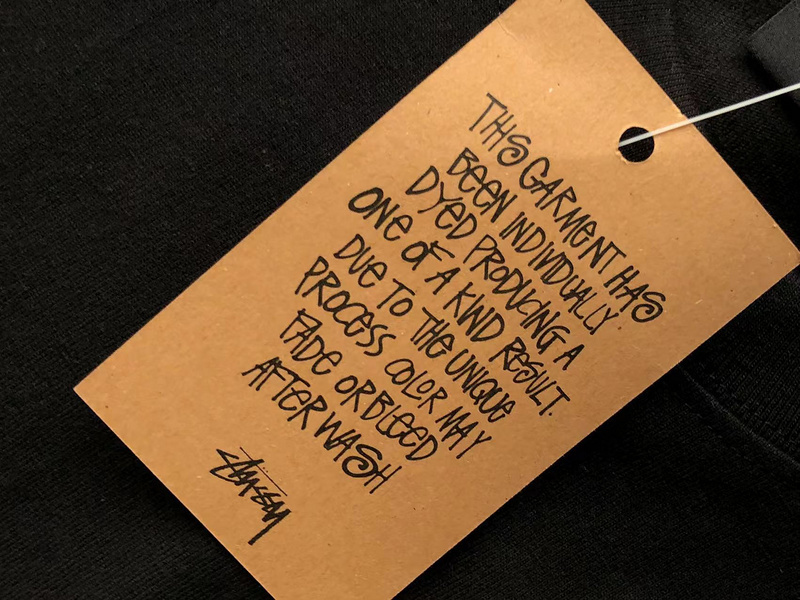 THIS GARMENT HAS
BEEN INDIVIDUALLY
DYED PRODUCING A
ONE OF A KIND RESULT.
DUE TO THE UNIQUE
PROCESS COLOR MAY
FADE OR BLEED
AFTER WASH
Stüssy